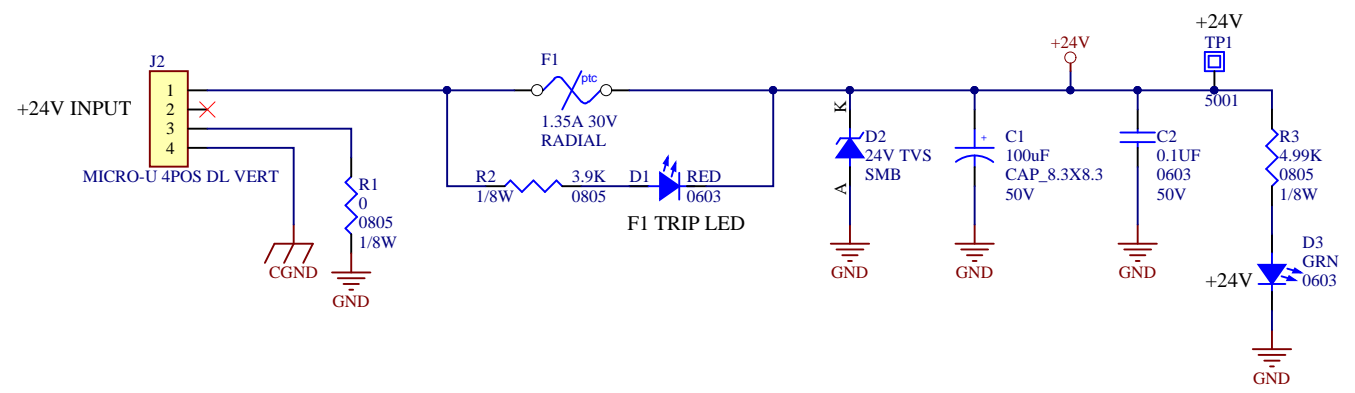 J2
1
2
3
4
+24V INPUT
MICRO-U 4POS DL VERT
CGND
R1
0
0805
1/8W
GND
F1
ptc
1.35A 30V
RADIAL
R2
1/8W
3.9K
0805
D1
RED
0603
F1 TRIP LED
K
A
D2
24V TVS
SMB
GND
+
C1
100uF
CAP_8.3X8.3
50V
GND
+24V
C2
0.1UF
0603
50V
GND
+24V
TP1
5001
R3
4.99K
0805
1/8W
D3
GRN
0603
+24V
GND